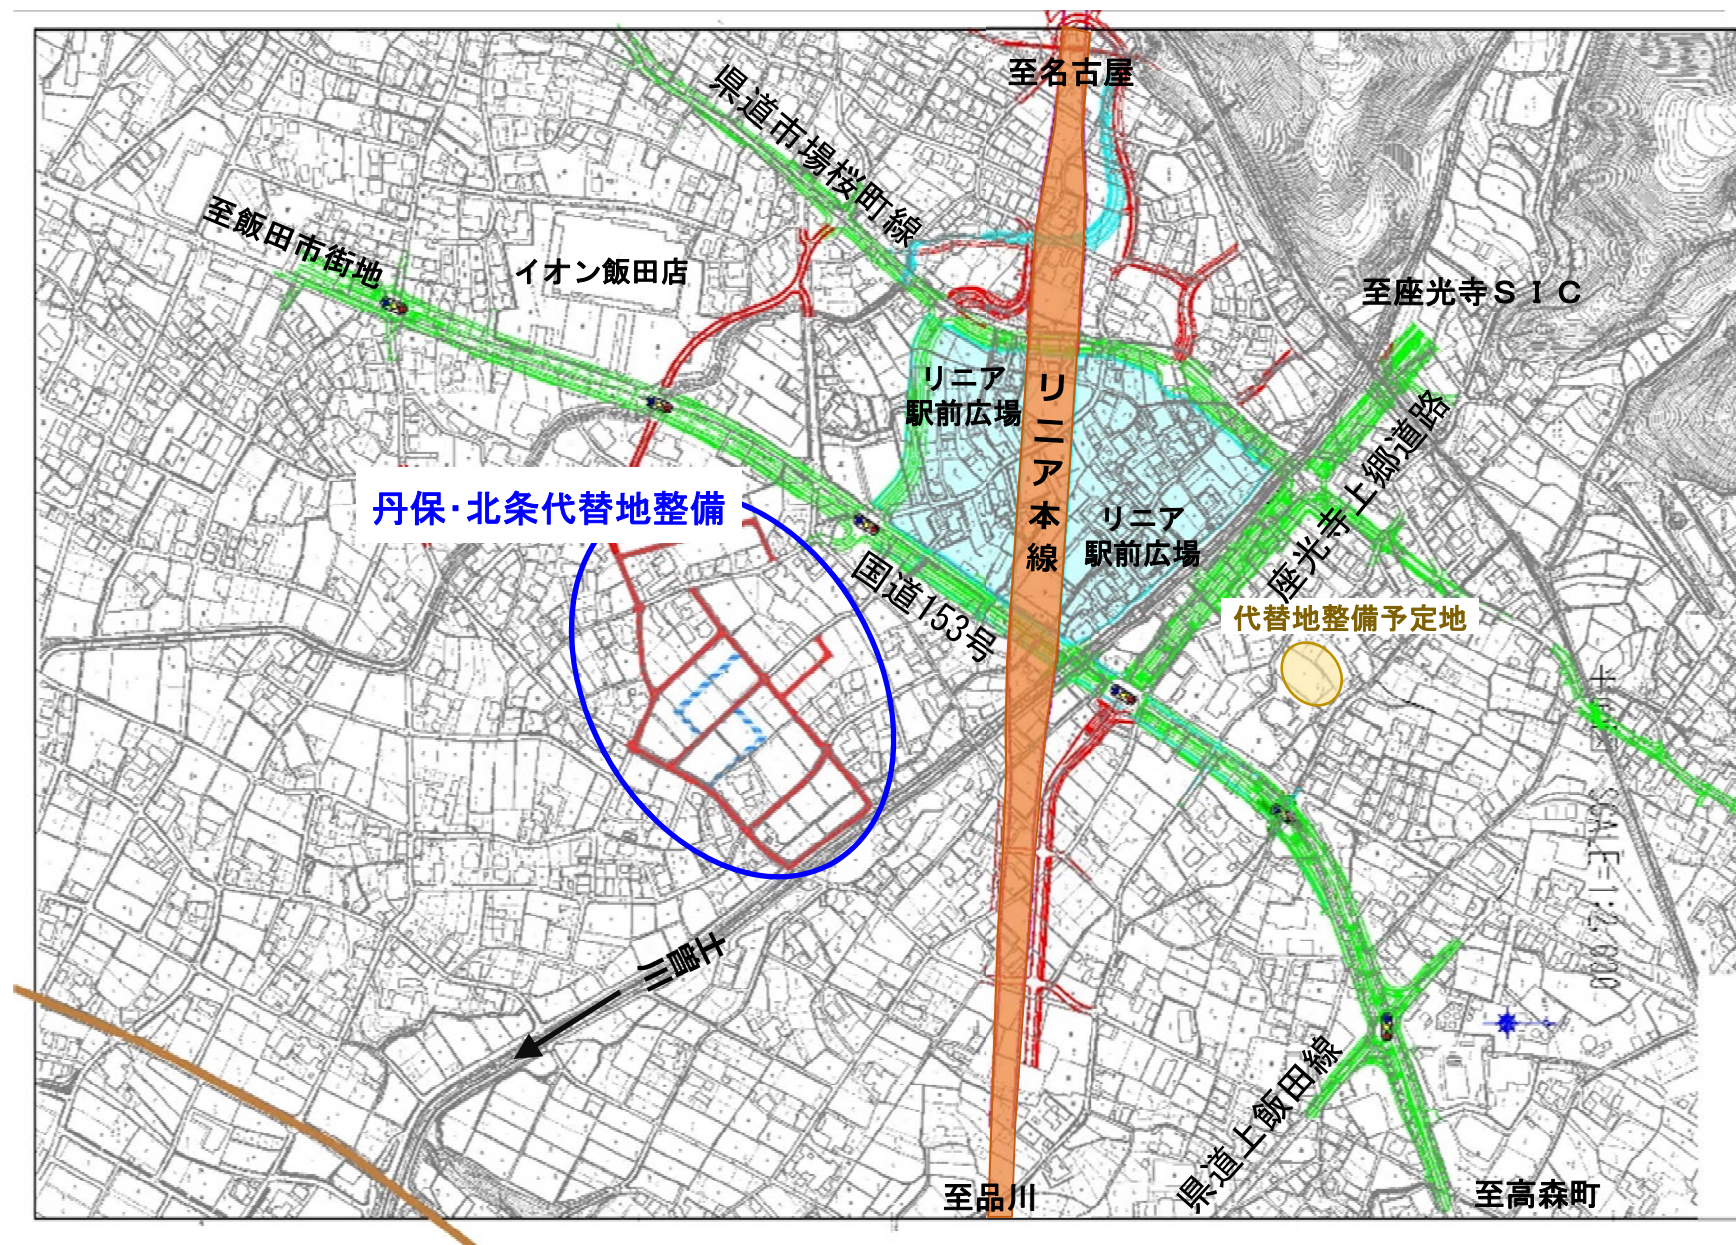 至名古屋
県道市場桜町線
至飯田市街地
イオン飯田店
至座光寺ＳＩＣ
リニア
駅前広場
リニア本線
座光寺上郷道路
丹保・北条代替地整備
リニア
駅前広場
国道153号
代替地整備予定地
土曽川
SCALE 1:2,000
県道上飯田線
至品川
至高森町